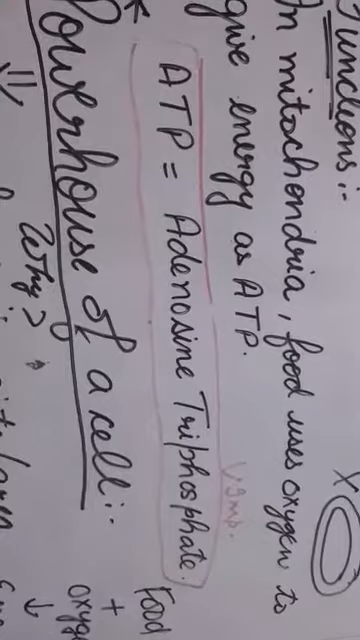 Functions:-
In mitochondria, food uses oxygen to
give energy as ATP.
V.Imp.
ATP = Adenosine Triphosphate.
Powerhouse of a cell:-
Food
+
Why?